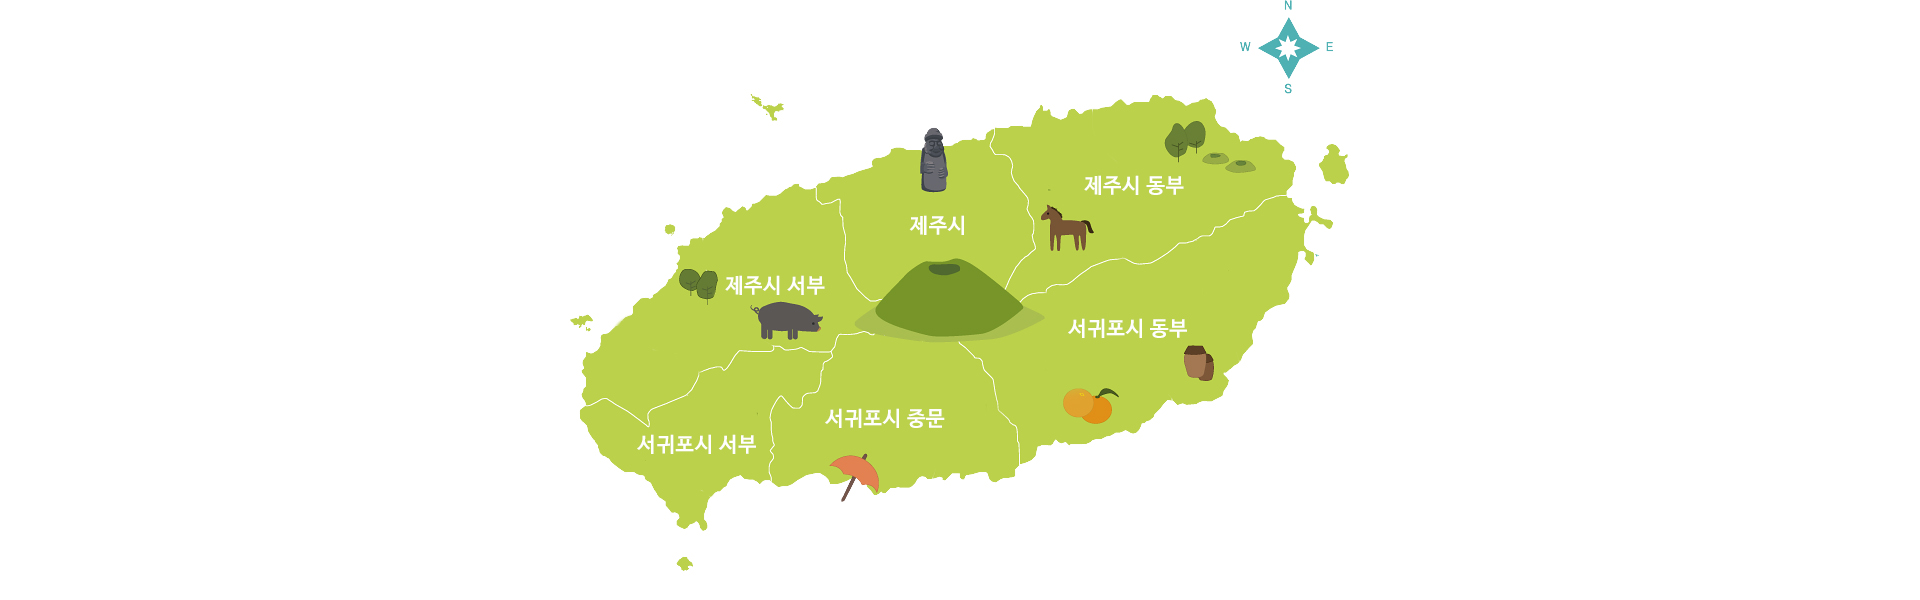 N
W
E
S
제주시 동부
제주시
제주시 서부
서귀포시 동부
서귀포시 중문
서귀포시 서부